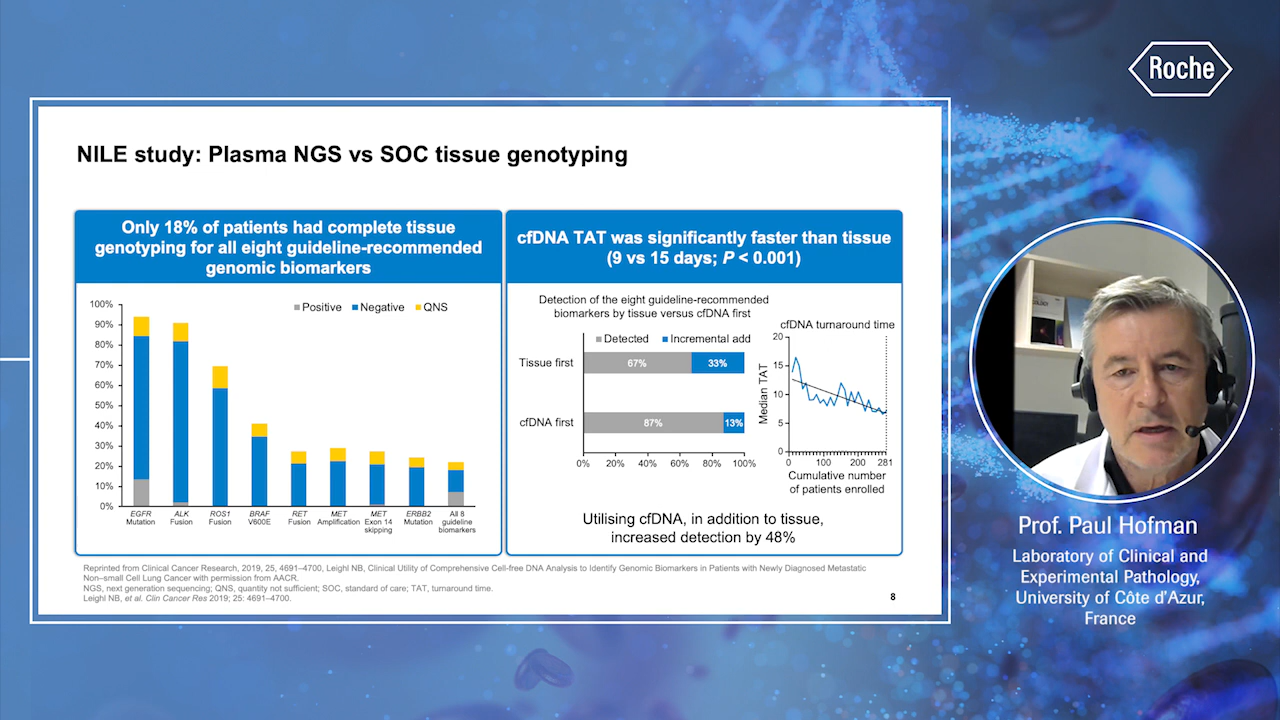 Roche
NILE study: Plasma NGS vs SOC tissue genotyping
Only 18% of patients had complete tissue
genotyping for all eight guideline-recommended
genomic biomarkers
Positive Negative QNS
100%
90%
80%
70%
60%
50%
40%
30%
20%
10%
0%
EGFR
Mutation
ALK
Fusion
ROS1
Fusion
BRAF
V600E
RET
Fusion
MET
Amplification
MET
Exon 14
skipping
ERBB2
Mutation
All 8
guideline
biomarkers
cfDNA TAT was significantly faster than tissue
(9 vs 15 days; P < 0.001)
Detection of the eight guideline-recommended
biomarkers by tissue versus cfDNA first
Detected Incremental add
Tissue first 67% 33%
cfDNA first 87% 13%
0% 20% 40% 60% 80% 100%
cfDNA turnaround time
Median TAT
20
15
10
5
0
0 100 200 281
Cumulative number
of patients enrolled
Utilising cfDNA, in addition to tissue,
increased detection by 48%
Reprinted from Clinical Cancer Research, 2019, 25, 4691–4700, Leighl NB, Clinical Utility of Comprehensive Cell-free DNA Analysis to Identify Genomic Biomarkers in Patients with Newly Diagnosed Metastatic
Non–small Cell Lung Cancer with permission from AACR.
NGS, next generation sequencing; QNS, quantity not sufficient; SOC, standard of care; TAT, turnaround time.
Leighl NB, et al. Clin Cancer Res 2019; 25: 4691–4700.
8
Prof. Paul Hofman
Laboratory of Clinical and
Experimental Pathology,
University of Côte d'Azur,
France